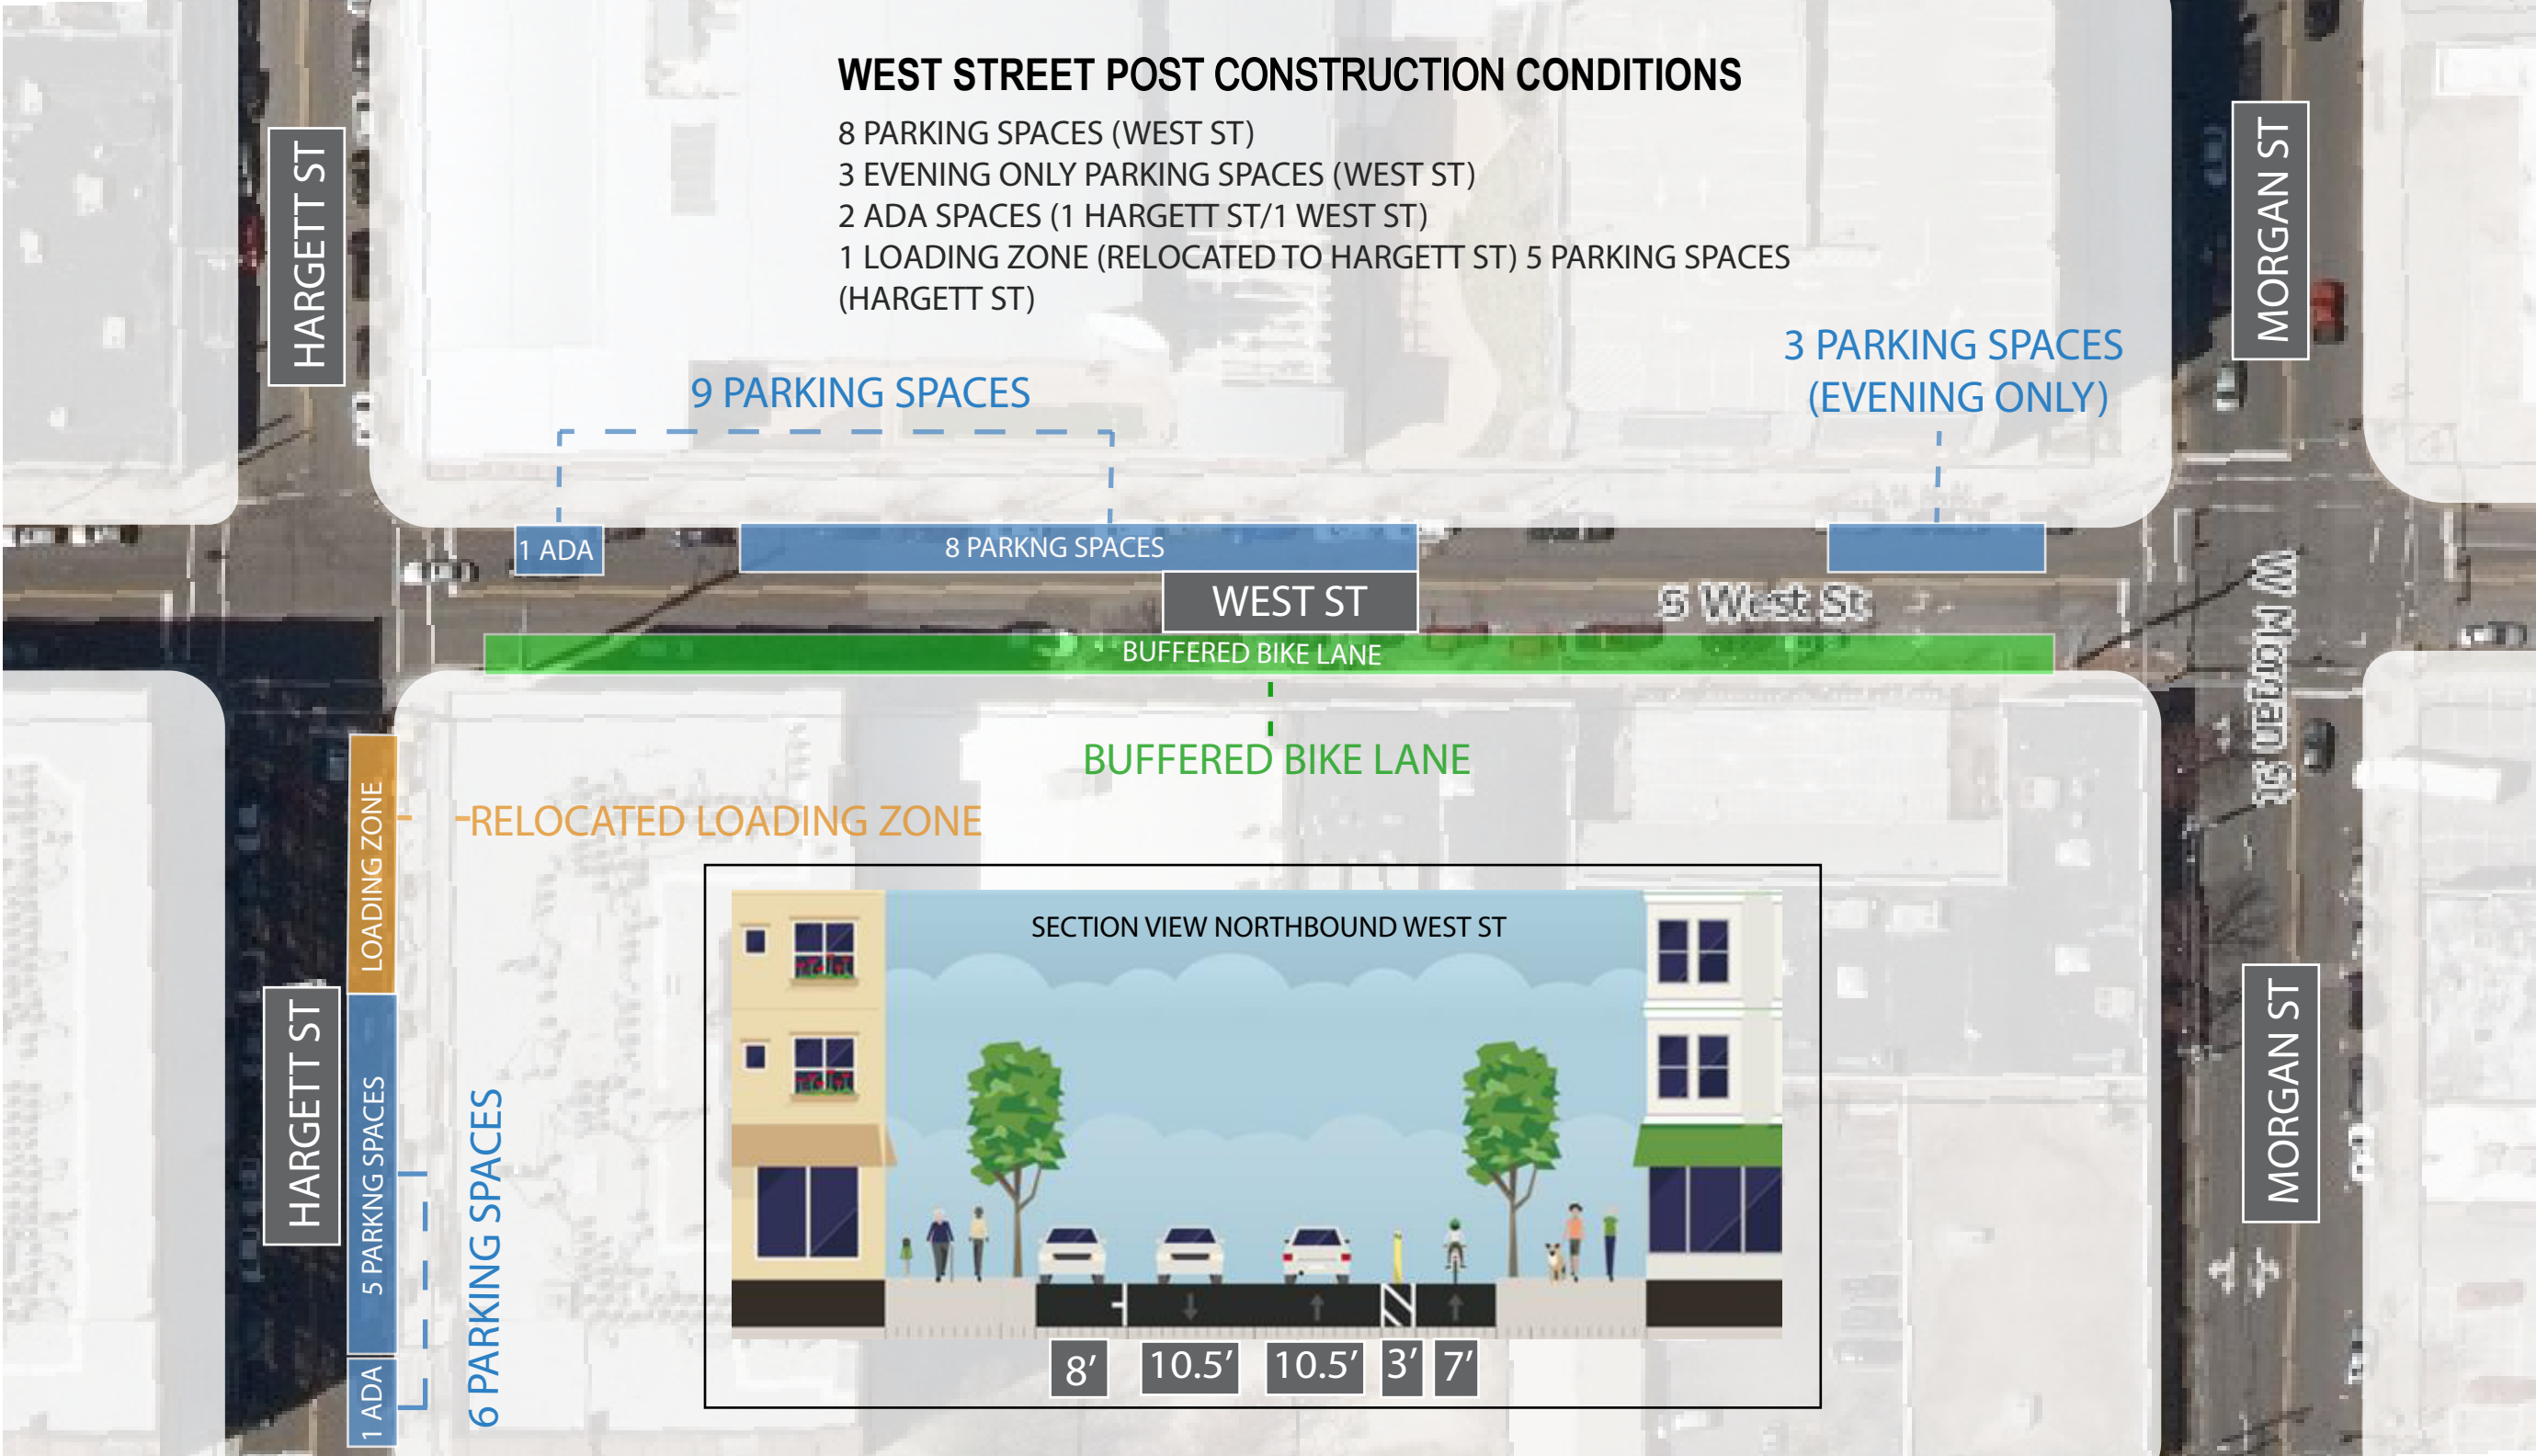 WEST STREET POST CONSTRUCTION CONDITIONS
8 PARKING SPACES (WEST ST)
3 EVENING ONLY PARKING SPACES (WEST ST)
2 ADA SPACES (1 HARGETT ST/1 WEST ST)
1 LOADING ZONE (RELOCATED TO HARGETT ST) 5 PARKING SPACES
(HARGETT ST)
HARGETT ST
MORGAN ST
9 PARKING SPACES
3 PARKING SPACES
(EVENING ONLY)
1 ADA
8 PARKNG SPACES
WEST ST
S West St
W Morgan St
BUFFERED BIKE LANE
BUFFERED BIKE LANE
LOADING ZONE
RELOCATED LOADING ZONE
HARGETT ST
5 PARKNG SPACES
6 PARKING SPACES
1 ADA
SECTION VIEW NORTHBOUND WEST ST
8’
10.5’
10.5’
3’
7’
MORGAN ST